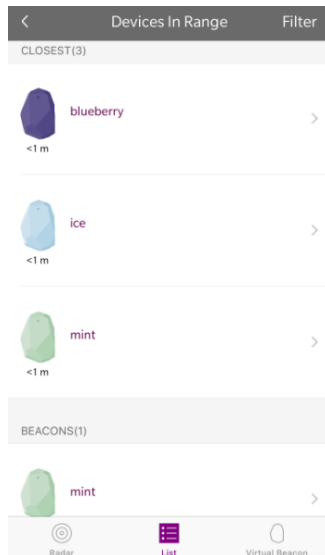 Devices In Range Filter
CLOSEST(3)
blueberry
<1 m
ice
<1 m
mint
<1 m
BEACONS(1)
mint
Radar List Virtual Beacon